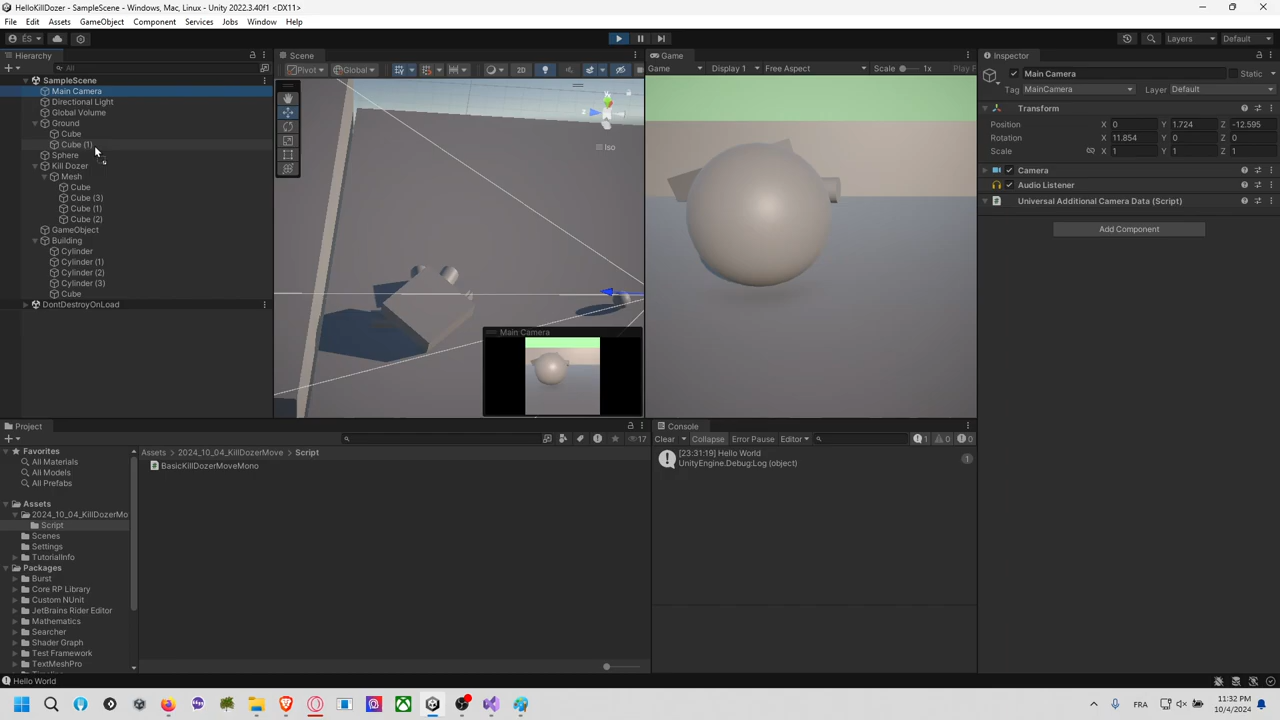 HelloKillDozer - SampleScene - Windows, Mac, Linux - Unity 2022.3.40f1 <DX11>
File Edit Assets GameObject Component Services Jobs Window Help
ÉS
Layers Default
Hierarchy
All
SampleScene
Main Camera
Directional Light
Global Volume
Ground
Cube
Cube (1)
Sphere
Kill Dozer
Mesh
Cube
Cube (3)
Cube (1)
Cube (2)
GameObject
Building
Cylinder
Cylinder (1)
Cylinder (2)
Cylinder (3)
Cube
DontDestroyOnLoad
Scene
Pivot Global 2D
Iso
Main Camera
Game
Game Display 1 Free Aspect Scale 1x Play F
Inspector
Main Camera Static
Tag MainCamera Layer Default
Transform
Position X 0 Y 1.724 Z -12.595
Rotation X 11.854 Y 0 Z 0
Scale X 1 Y 1 Z 1
Camera
Audio Listener
Universal Additional Camera Data (Script)
Add Component
Project
17
Favorites
All Materials
All Models
All Prefabs
Assets
2024_10_04_KillDozerMo
Script
Scenes
Settings
TutorialInfo
Packages
Burst
Core RP Library
Custom NUnit
JetBrains Rider Editor
Mathematics
Searcher
Shader Graph
Test Framework
TextMeshPro
Assets 2024_10_04_KillDozerMove Script
BasicKillDozerMoveMono
Console
Clear Collapse Error Pause Editor 1 0 0
[23:31:19] Hello World
UnityEngine.Debug:Log (object)
1
Hello World
FRA
11:32 PM
10/4/2024